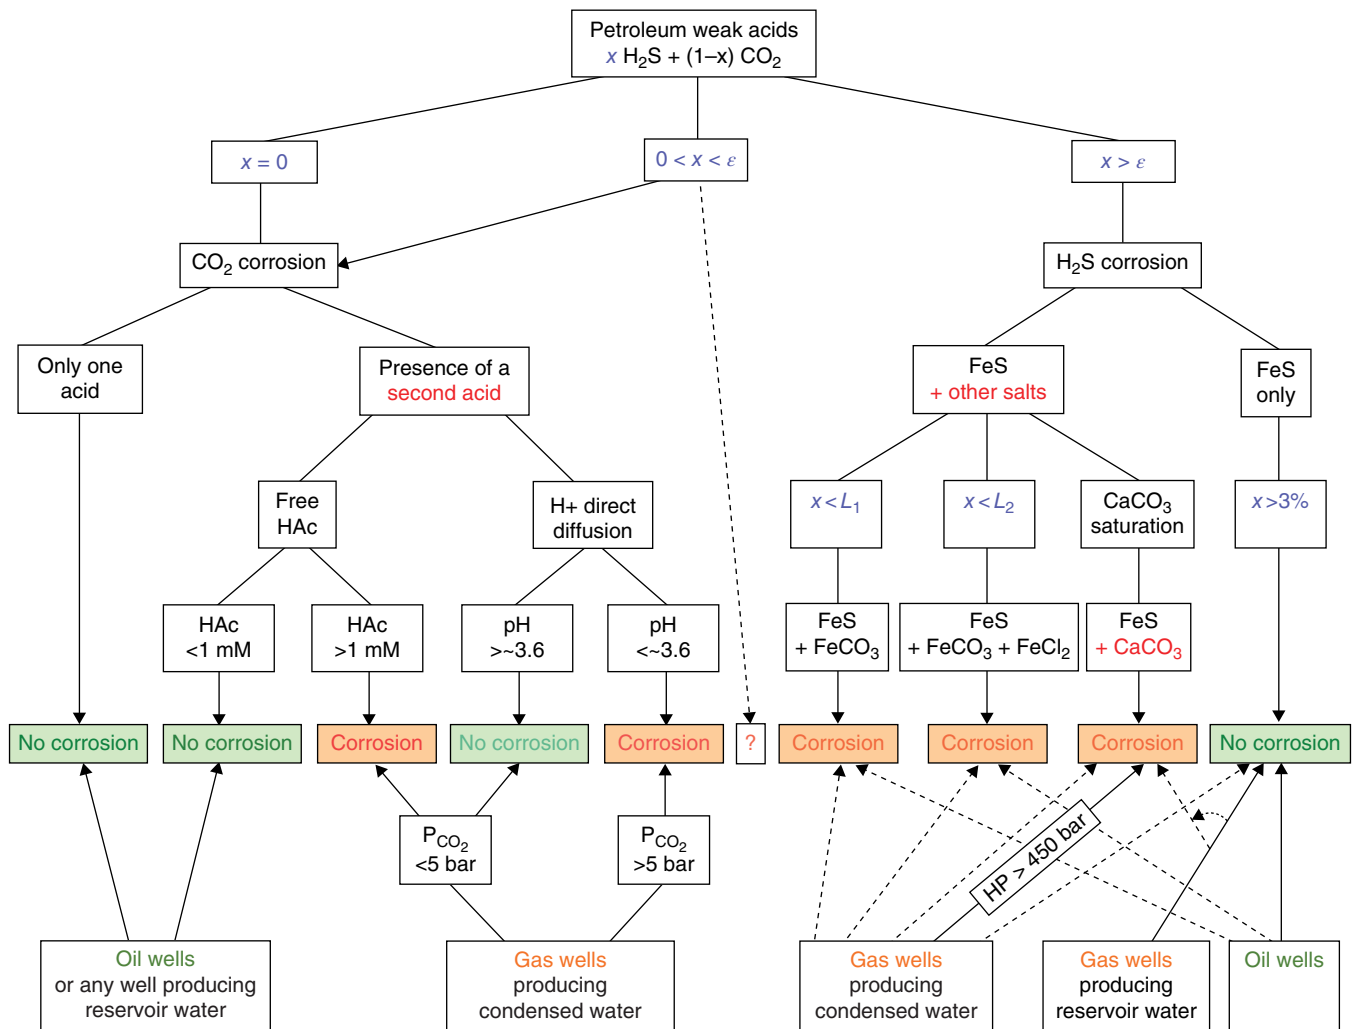 Petroleum weak acids
x H₂S + (1–x) CO₂
x = 0
0 < x < ε
x > ε
CO₂ corrosion
H₂S corrosion
Only one
acid
Presence of a
second acid
FeS
+ other salts
FeS
only
Free
HAc
H+ direct
diffusion
x < L₁
x < L₂
CaCO₃
saturation
x >3%
HAc
<1 mM
HAc
>1 mM
pH
>~3.6
pH
<~3.6
FeS
+ FeCO₃
FeS
+ FeCO₃ + FeCl₂
FeS
+ CaCO₃
No corrosion
No corrosion
Corrosion
No corrosion
Corrosion
?
Corrosion
Corrosion
Corrosion
No corrosion
P_CO₂
<5 bar
P_CO₂
>5 bar
HP > 450 bar
Oil wells
or any well producing
reservoir water
Gas wells
producing
condensed water
Gas wells
producing
condensed water
Gas wells
producing
reservoir water
Oil wells